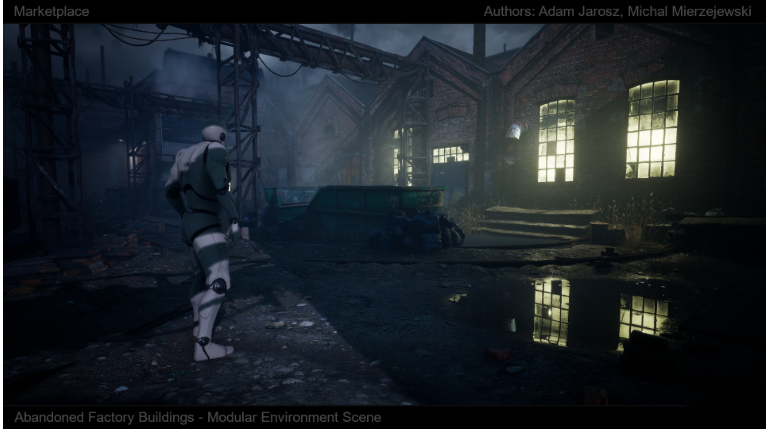 Marketplace
Authors: Adam Jarosz, Michal Mierzejewski
Abandoned Factory Buildings - Modular Environment Scene